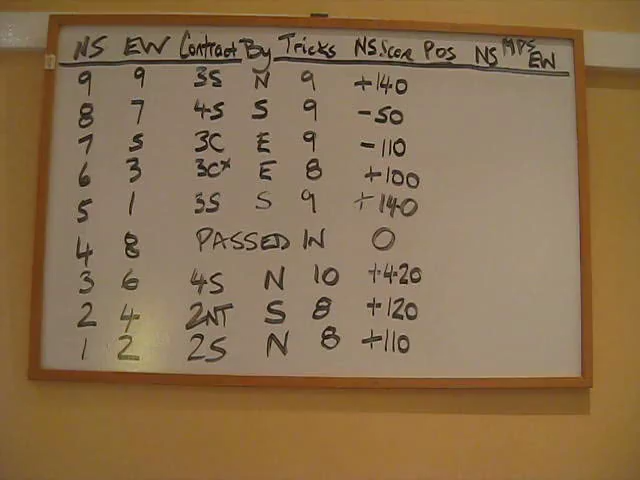 NS EW Contract By Tricks NS Score POS NS MPS EW
9 9 3S N 9 +140
8 7 4S S 9 -50
7 5 3C E 9 -110
6 3 3Cx E 8 +100
5 1 3S S 9 +140
4 8 PASSED IN 0
3 6 4S N 10 +420
2 4 2NT S 8 +120
1 2 2S N 8 +110